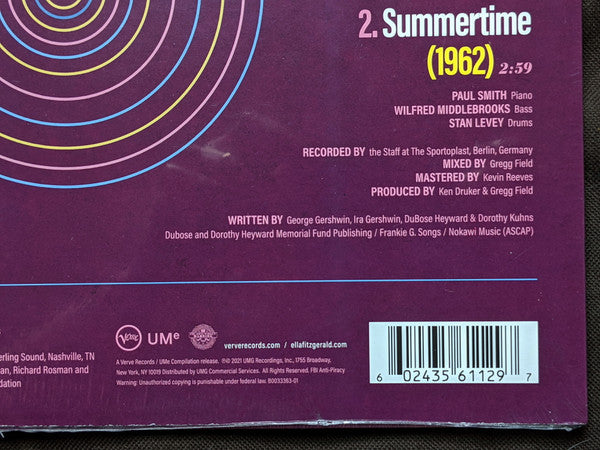 2. Summertime
(1962) 2:59
PAUL SMITH Piano
WILFRED MIDDLEBROOKS Bass
STAN LEVEY Drums
RECORDED BY the Staff at The Sportoplast, Berlin, Germany
MIXED BY Gregg Field
MASTERED BY Kevin Reeves
PRODUCED BY Ken Druker & Gregg Field
WRITTEN BY George Gershwin, Ira Gershwin, DuBose Heyward & Dorothy Kuhns
Dubose and Dorothy Heyward Memorial Fund Publishing / Frankie G. Songs / Nokawi Music (ASCAP)
erling Sound, Nashville, TN
an, Richard Rosman and
dation
Verve UMe
ververecords.com / ellafitzgerald.com
A Verve Records / UMe Compilation release. ℗© 2021 UMG Recordings, Inc., 1755 Broadway,
New York, NY 10019 Distributed by UMG Commercial Services. All Rights Reserved. FBI Anti-Piracy
Warning: Unauthorized copying is punishable under federal law. B0033363-01
6 02435 61129 7